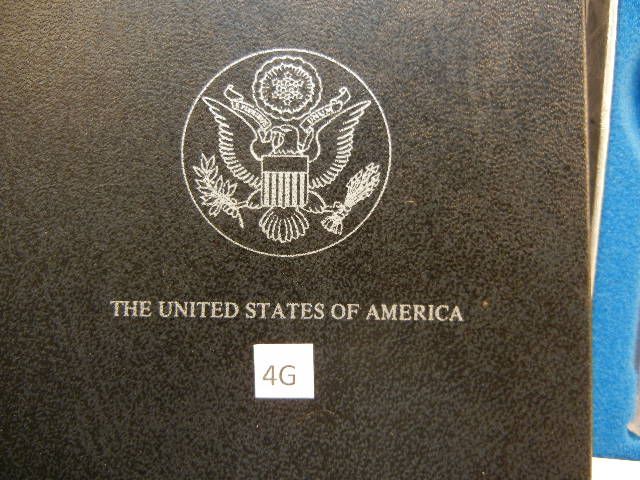 THE UNITED STATES OF AMERICA
4G